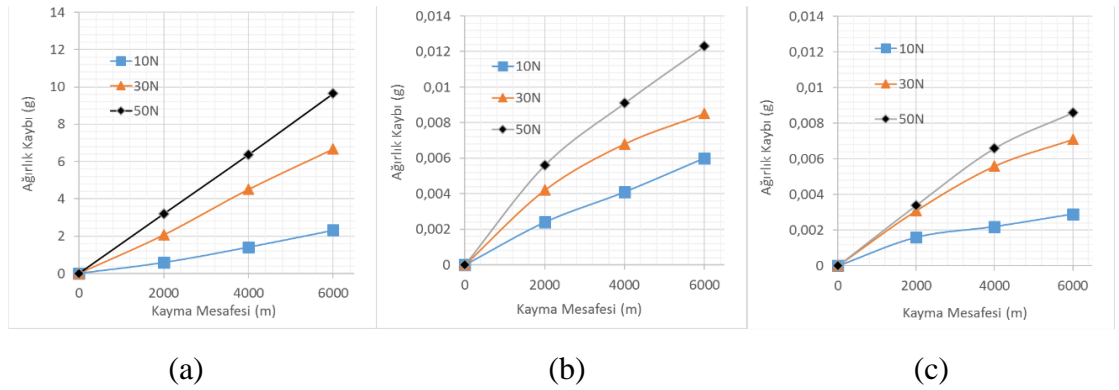 14
12
10
8
6
4
2
0
Ağırlık Kaybı (g)
10N
30N
50N
0 2000 4000 6000
Kayma Mesafesi (m)
(a)
0,014
0,012
0,01
0,008
0,006
0,004
0,002
0
Ağırlık Kaybı (g)
10N
30N
50N
0 2000 4000 6000
Kayma Mesafesi (m)
(b)
0,014
0,012
0,01
0,008
0,006
0,004
0,002
0
Ağırlık Kaybı (g)
10N
30N
50N
0 2000 4000 6000
Kayma Mesafesi (m)
(c)